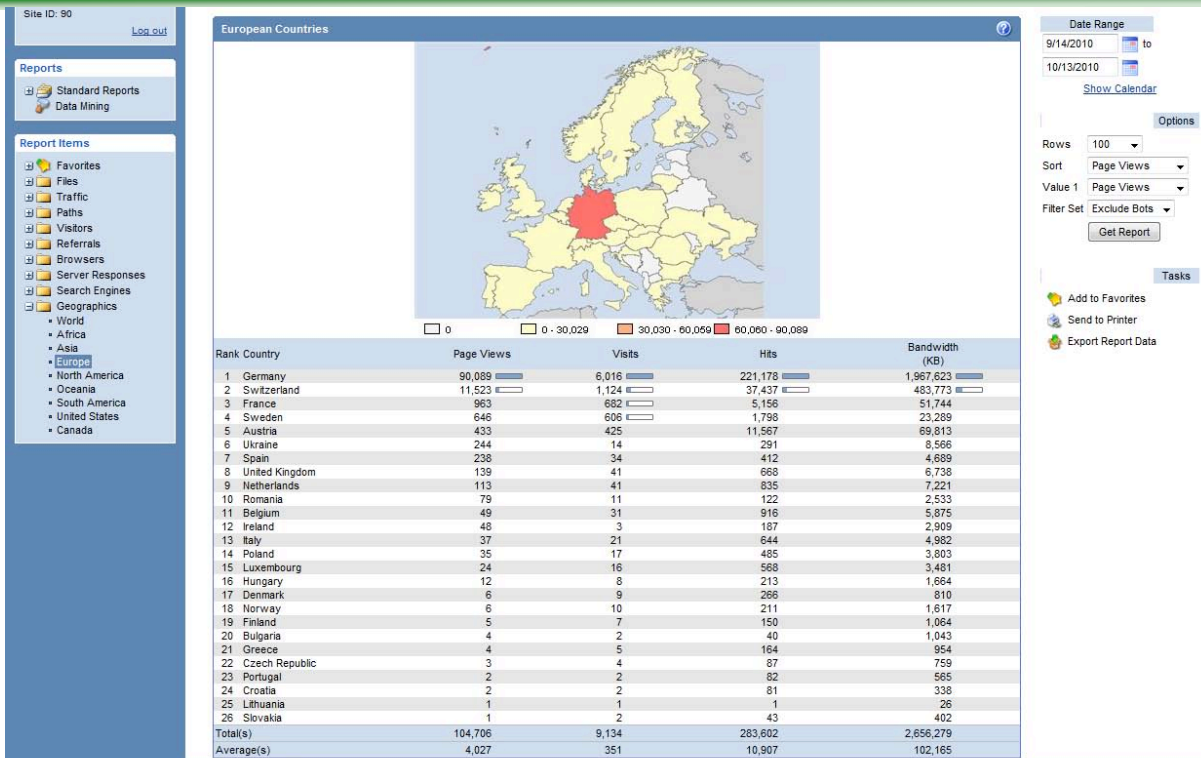 Site ID: 90
Log out
Reports
Standard Reports
Data Mining
Report Items
Favorites
Files
Traffic
Paths
Visitors
Referrals
Browsers
Server Responses
Search Engines
Geographics
World
Africa
Asia
Europe
North America
Oceania
South America
United States
Canada
European Countries
0 0 - 30,029 30,030 - 60,059 60,060 - 90,089
Rank Country Page Views Visits Hits Bandwidth (KB)
1 Germany 90,089 6,016 221,178 1,967,623
2 Switzerland 11,523 1,124 37,437 483,773
3 France 963 682 5,156 51,744
4 Sweden 646 606 1,798 23,289
5 Austria 433 425 11,567 69,813
6 Ukraine 244 14 291 8,566
7 Spain 238 34 412 4,689
8 United Kingdom 139 41 668 6,738
9 Netherlands 113 41 835 7,221
10 Romania 79 11 122 2,533
11 Belgium 49 31 916 5,875
12 Ireland 48 3 187 2,909
13 Italy 37 21 644 4,982
14 Poland 35 17 485 3,803
15 Luxembourg 24 16 568 3,481
16 Hungary 12 8 213 1,664
17 Denmark 6 9 266 810
18 Norway 6 10 211 1,617
19 Finland 5 7 150 1,064
20 Bulgaria 4 2 40 1,043
21 Greece 4 5 164 954
22 Czech Republic 3 4 87 759
23 Portugal 2 2 82 565
24 Croatia 2 2 81 338
25 Lithuania 1 1 1 26
26 Slovakia 1 2 43 402
Total(s) 104,706 9,134 283,602 2,656,279
Average(s) 4,027 351 10,907 102,165
Date Range
9/14/2010 to
10/13/2010
Show Calendar
Options
Rows 100
Sort Page Views
Value 1 Page Views
Filter Set Exclude Bots
Get Report
Tasks
Add to Favorites
Send to Printer
Export Report Data